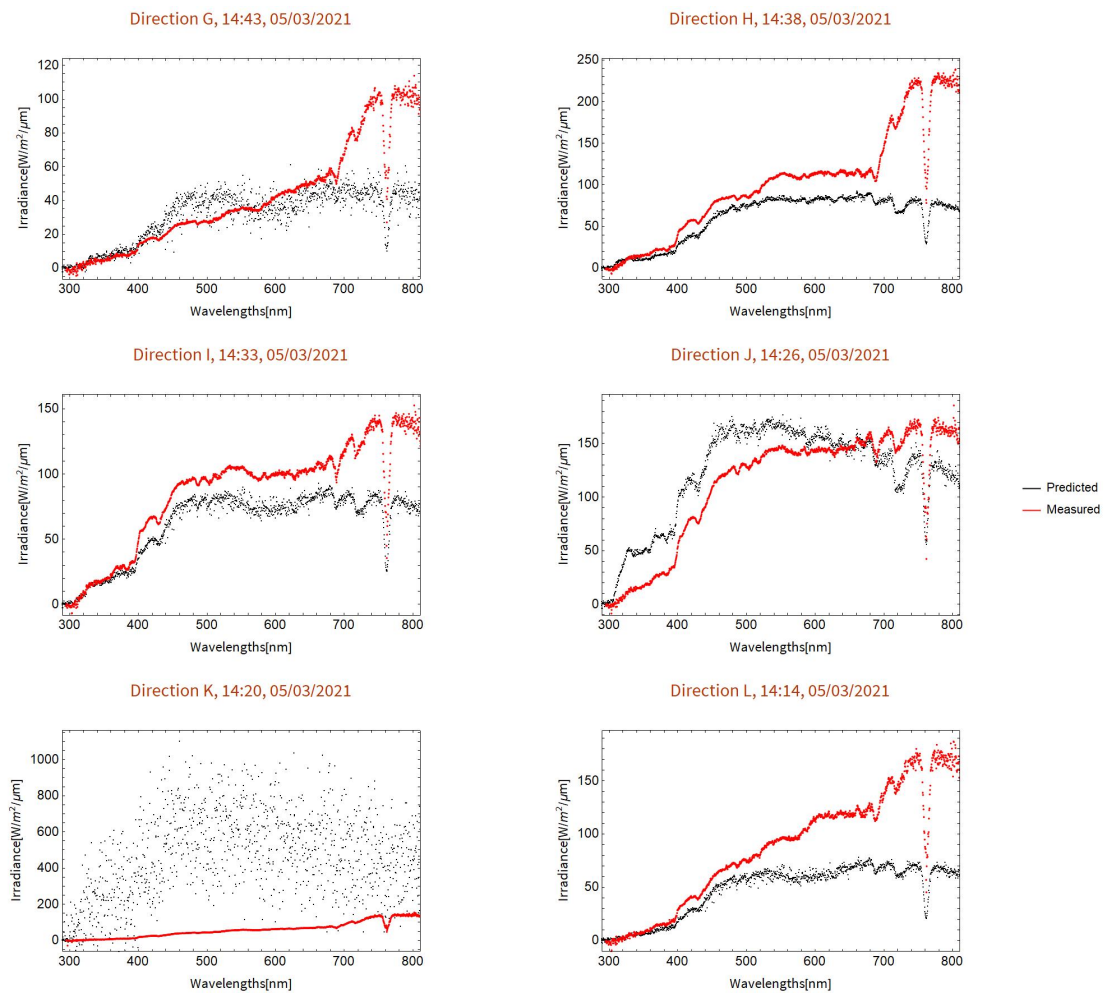 Direction G, 14:43, 05/03/2021
120
100
80
60
40
20
0
Irradiance[W/m²/μm]
300 400 500 600 700 800
Wavelengths[nm]
Direction H, 14:38, 05/03/2021
250
200
150
100
50
0
Irradiance[W/m²/μm]
300 400 500 600 700 800
Wavelengths[nm]
Direction I, 14:33, 05/03/2021
150
100
50
0
Irradiance[W/m²/μm]
300 400 500 600 700 800
Wavelengths[nm]
Direction J, 14:26, 05/03/2021
150
100
50
0
Irradiance[W/m²/μm]
300 400 500 600 700 800
Wavelengths[nm]
Predicted
Measured
Direction K, 14:20, 05/03/2021
1000
800
600
400
200
0
Irradiance[W/m²/μm]
300 400 500 600 700 800
Wavelengths[nm]
Direction L, 14:14, 05/03/2021
150
100
50
0
Irradiance[W/m²/μm]
300 400 500 600 700 800
Wavelengths[nm]